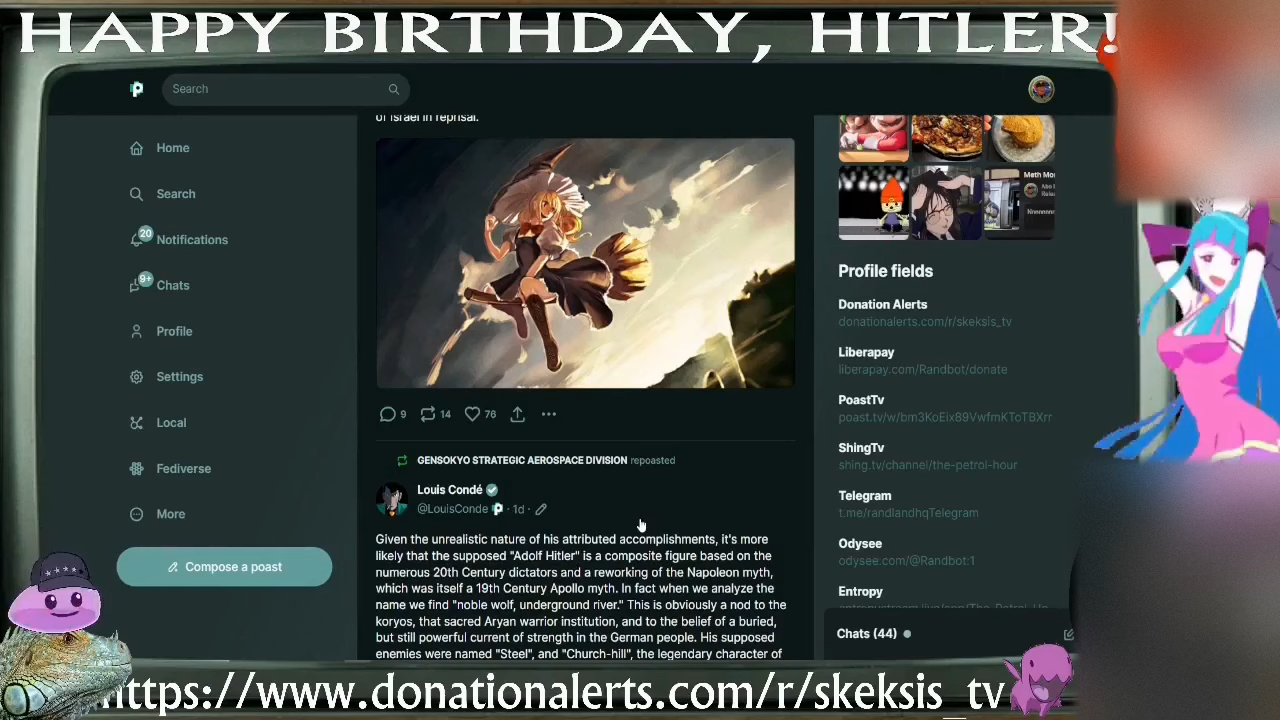 HAPPY BIRTHDAY, HITLER!
Search
of Israel in reprisal.
Home
Search
20
Notifications
9+
Chats
Profile
Settings
Local
Fediverse
More
Compose a poast
9
14
76
GENSOKYO STRATEGIC AEROSPACE DIVISION repoasted
Louis Condé
@LouisConde · 1d ·
Given the unrealistic nature of his attributed accomplishments, it's more
likely that the supposed "Adolf Hitler" is a composite figure based on the
numerous 20th Century dictators and a reworking of the Napoleon myth,
which was itself a 19th Century Apollo myth. In fact when we analyze the
name we find "noble wolf, underground river." This is obviously a nod to the
koryos, that sacred Aryan warrior institution, and to the belief of a buried,
but still powerful current of strength in the German people. His supposed
enemies were named "Steel", and "Church-hill", the legendary character of
Meth Mo
Profile fields
Donation Alerts
donationalerts.com/r/skeksis_tv
Liberapay
liberapay.com/Randbot/donate
PoastTv
poast.tv/w/bm3KoEix89VwfmKToTBXrr
ShingTv
shing.tv/channel/the-petrol-hour
Telegram
t.me/randlandhqTelegram
Odysee
odysee.com/@Randbot:1
Entropy
Chats (44)
https://www.donationalerts.com/r/skeksis_tv